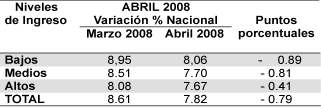 Niveles de Ingreso
ABRIL 2008
Variación % Nacional
Marzo 2008 Abril 2008
Puntos porcentuales
Bajos 8,95 8,06 - 0.89
Medios 8.51 7.70 - 0.81
Altos 8.08 7.67 - 0.41
TOTAL 8.61 7.82 - 0.79